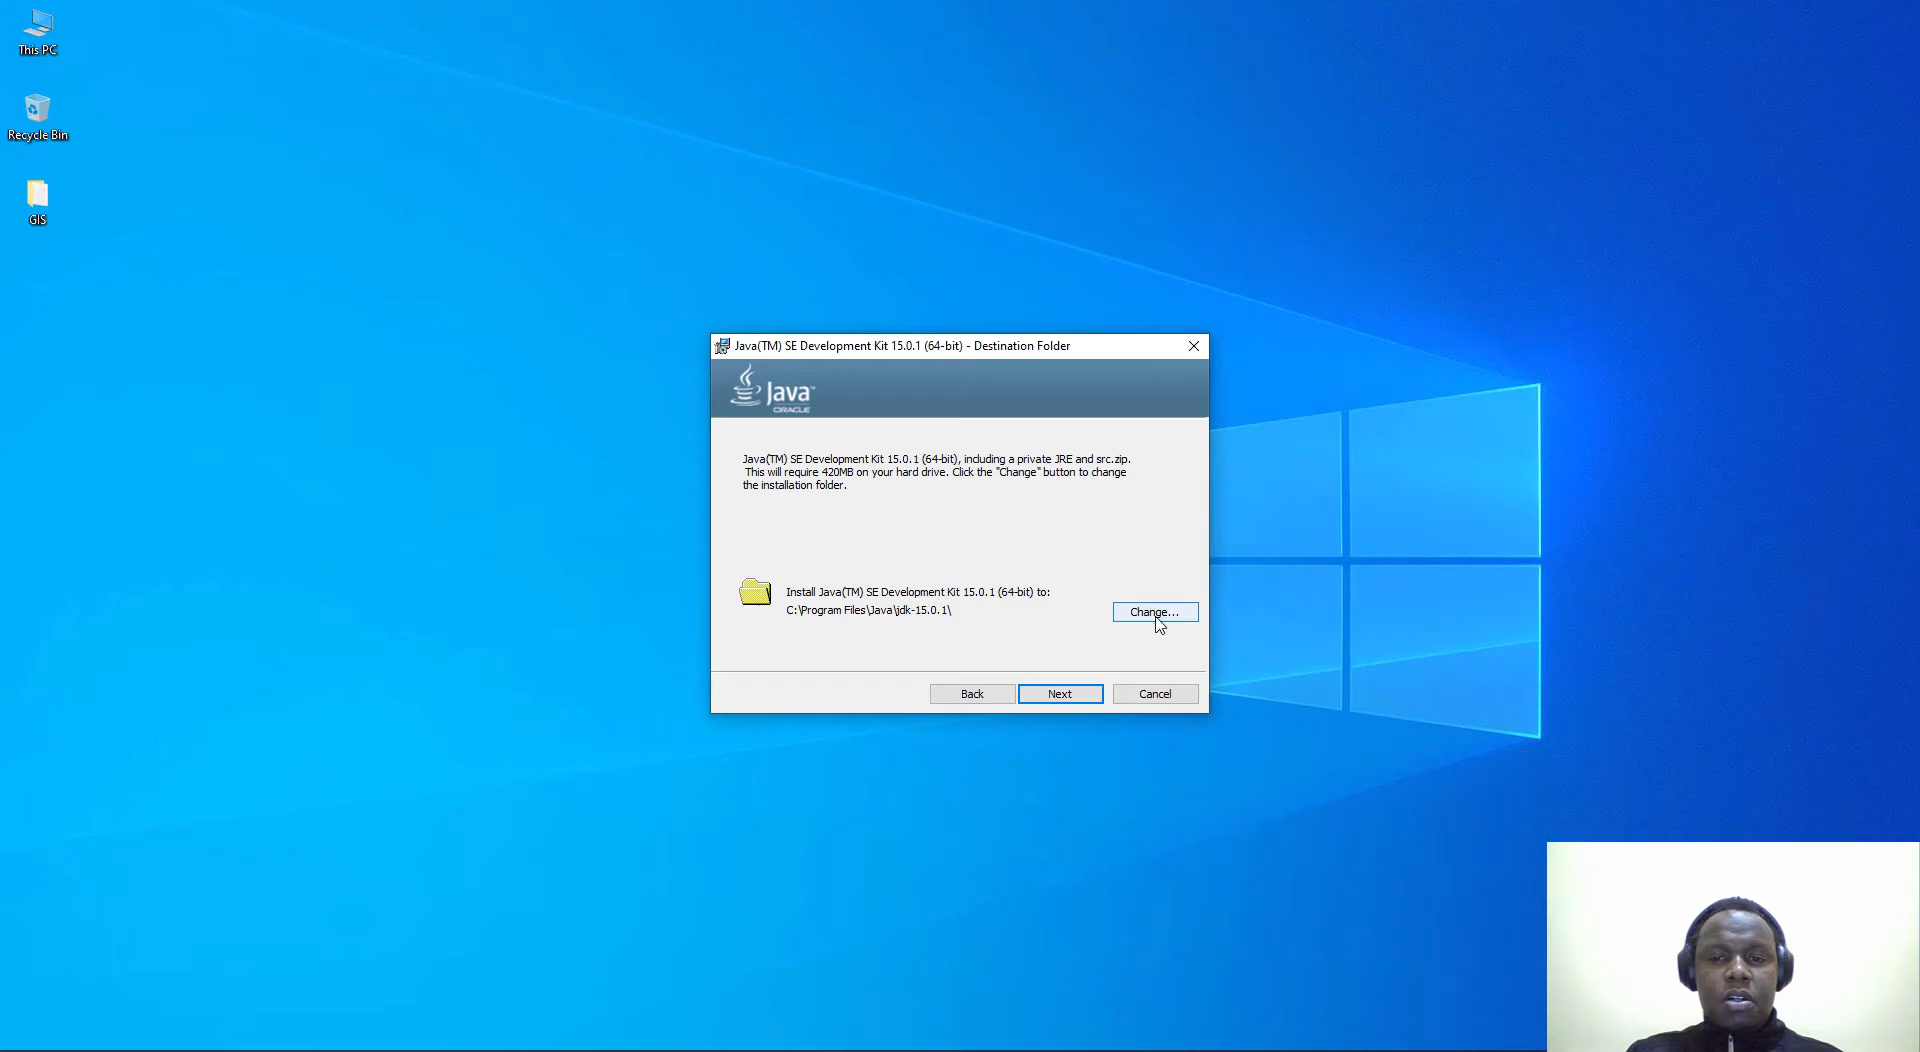 This PC
Recycle Bin
GIS
Java(TM) SE Development Kit 15.0.1 (64-bit) - Destination Folder
Java™
ORACLE
Java(TM) SE Development Kit 15.0.1 (64-bit), including a private JRE and src.zip.
This will require 420MB on your hard drive. Click the "Change" button to change
the installation folder.
Install Java(TM) SE Development Kit 15.0.1 (64-bit) to:
C:\Program Files\Java\jdk-15.0.1\
Change...
Back
Next
Cancel